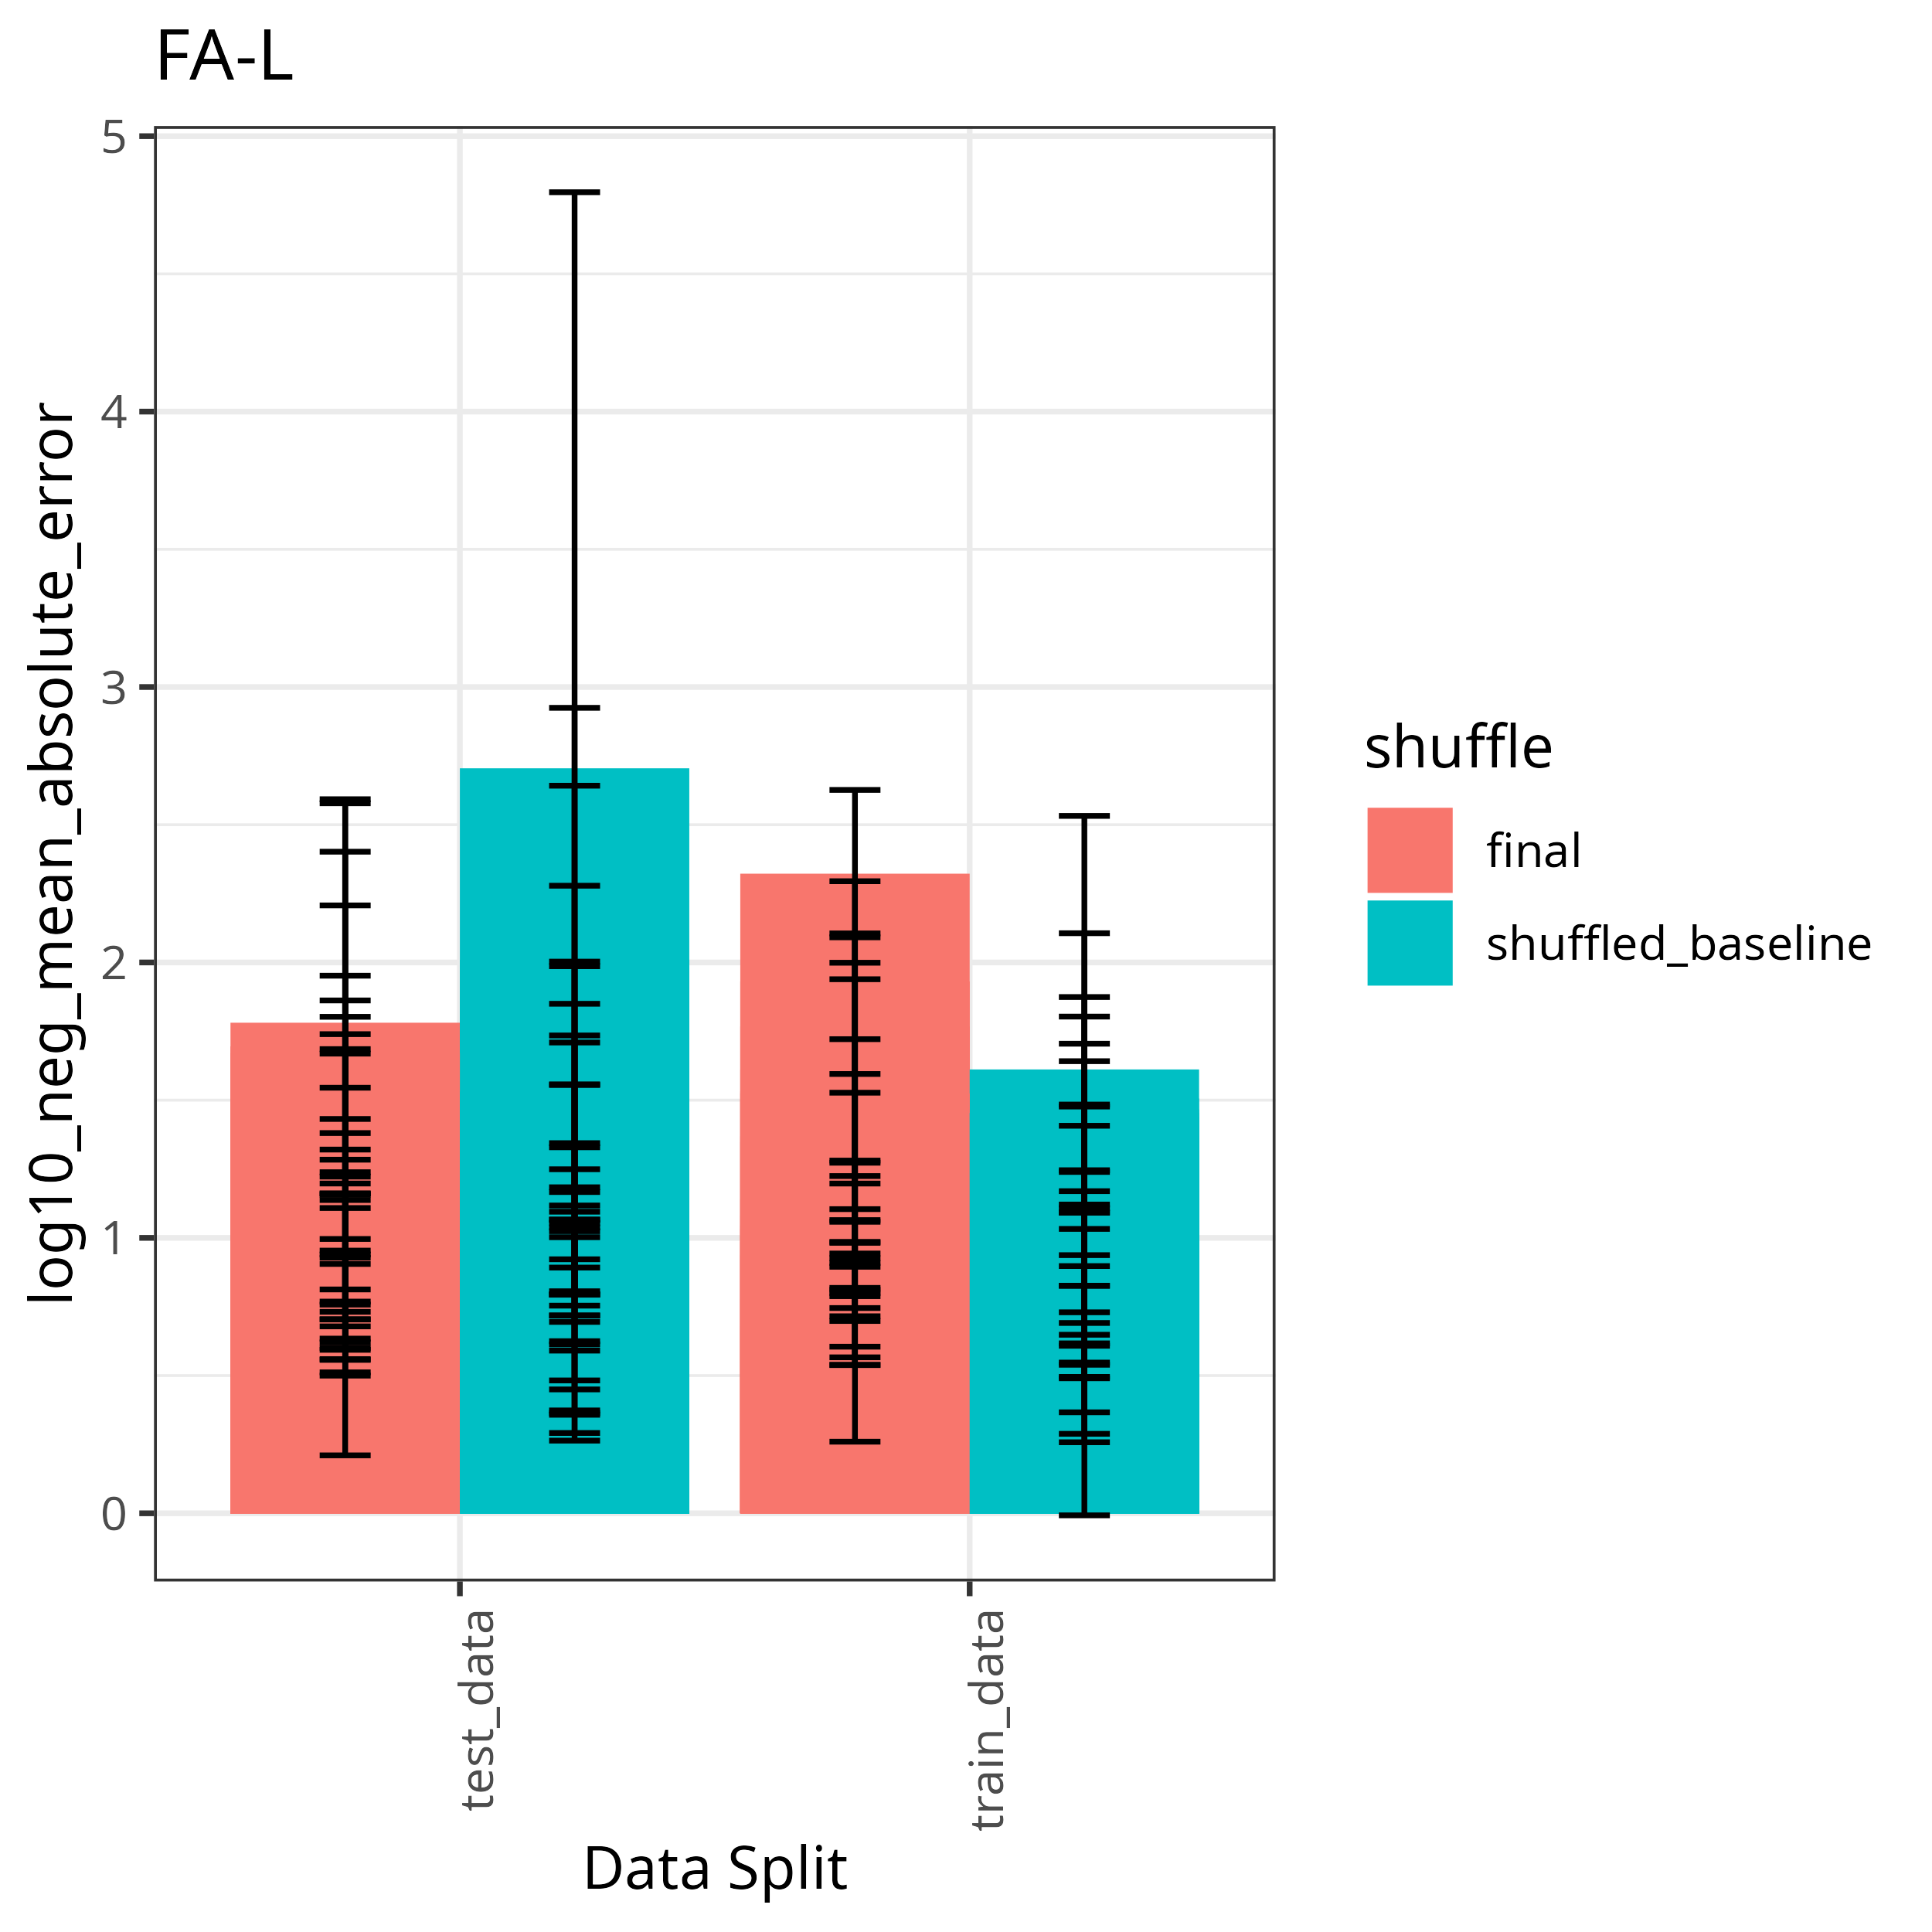 FA-L
log10_neg_mean_absolute_error
5
4
3
2
1
0
test_data
train_data
Data Split
shuffle
final
shuffled_baseline